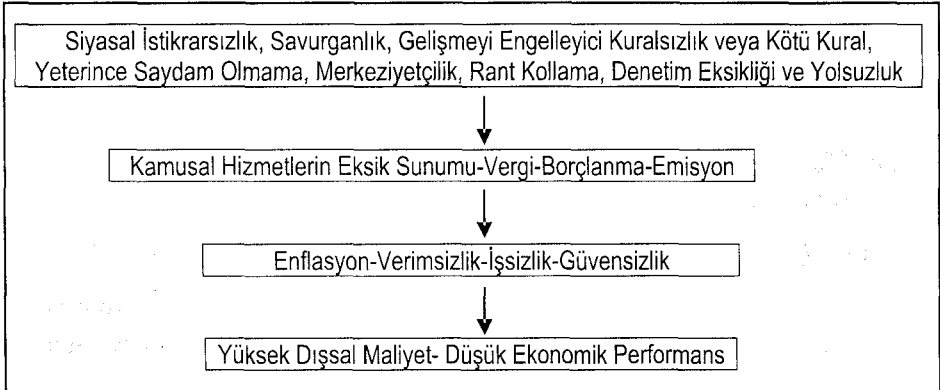 Siyasal İstikrarsızlık, Savurganlık, Gelişmeyi Engelleyici Kuralsızlık veya Kötü Kural,
Yeterince Saydam Olmama, Merkeziyetçilik, Rant Kollama, Denetim Eksikliği ve Yolsuzluk
Kamusal Hizmetlerin Eksik Sunumu-Vergi-Borçlanma-Emisyon
Enflasyon-Verimsizlik-İşsizlik-Güvensizlik
Yüksek Dışsal Maliyet- Düşük Ekonomik Performans